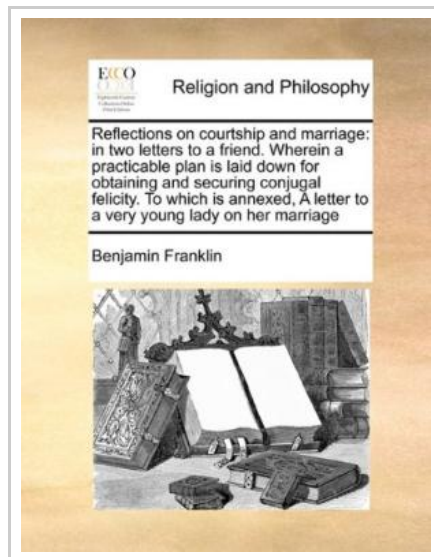 ECCO
Religion and Philosophy
Reflections on courtship and marriage:
in two letters to a friend. Wherein a
practicable plan is laid down for
obtaining and securing conjugal
felicity. To which is annexed, A letter to
a very young lady on her marriage
Benjamin Franklin